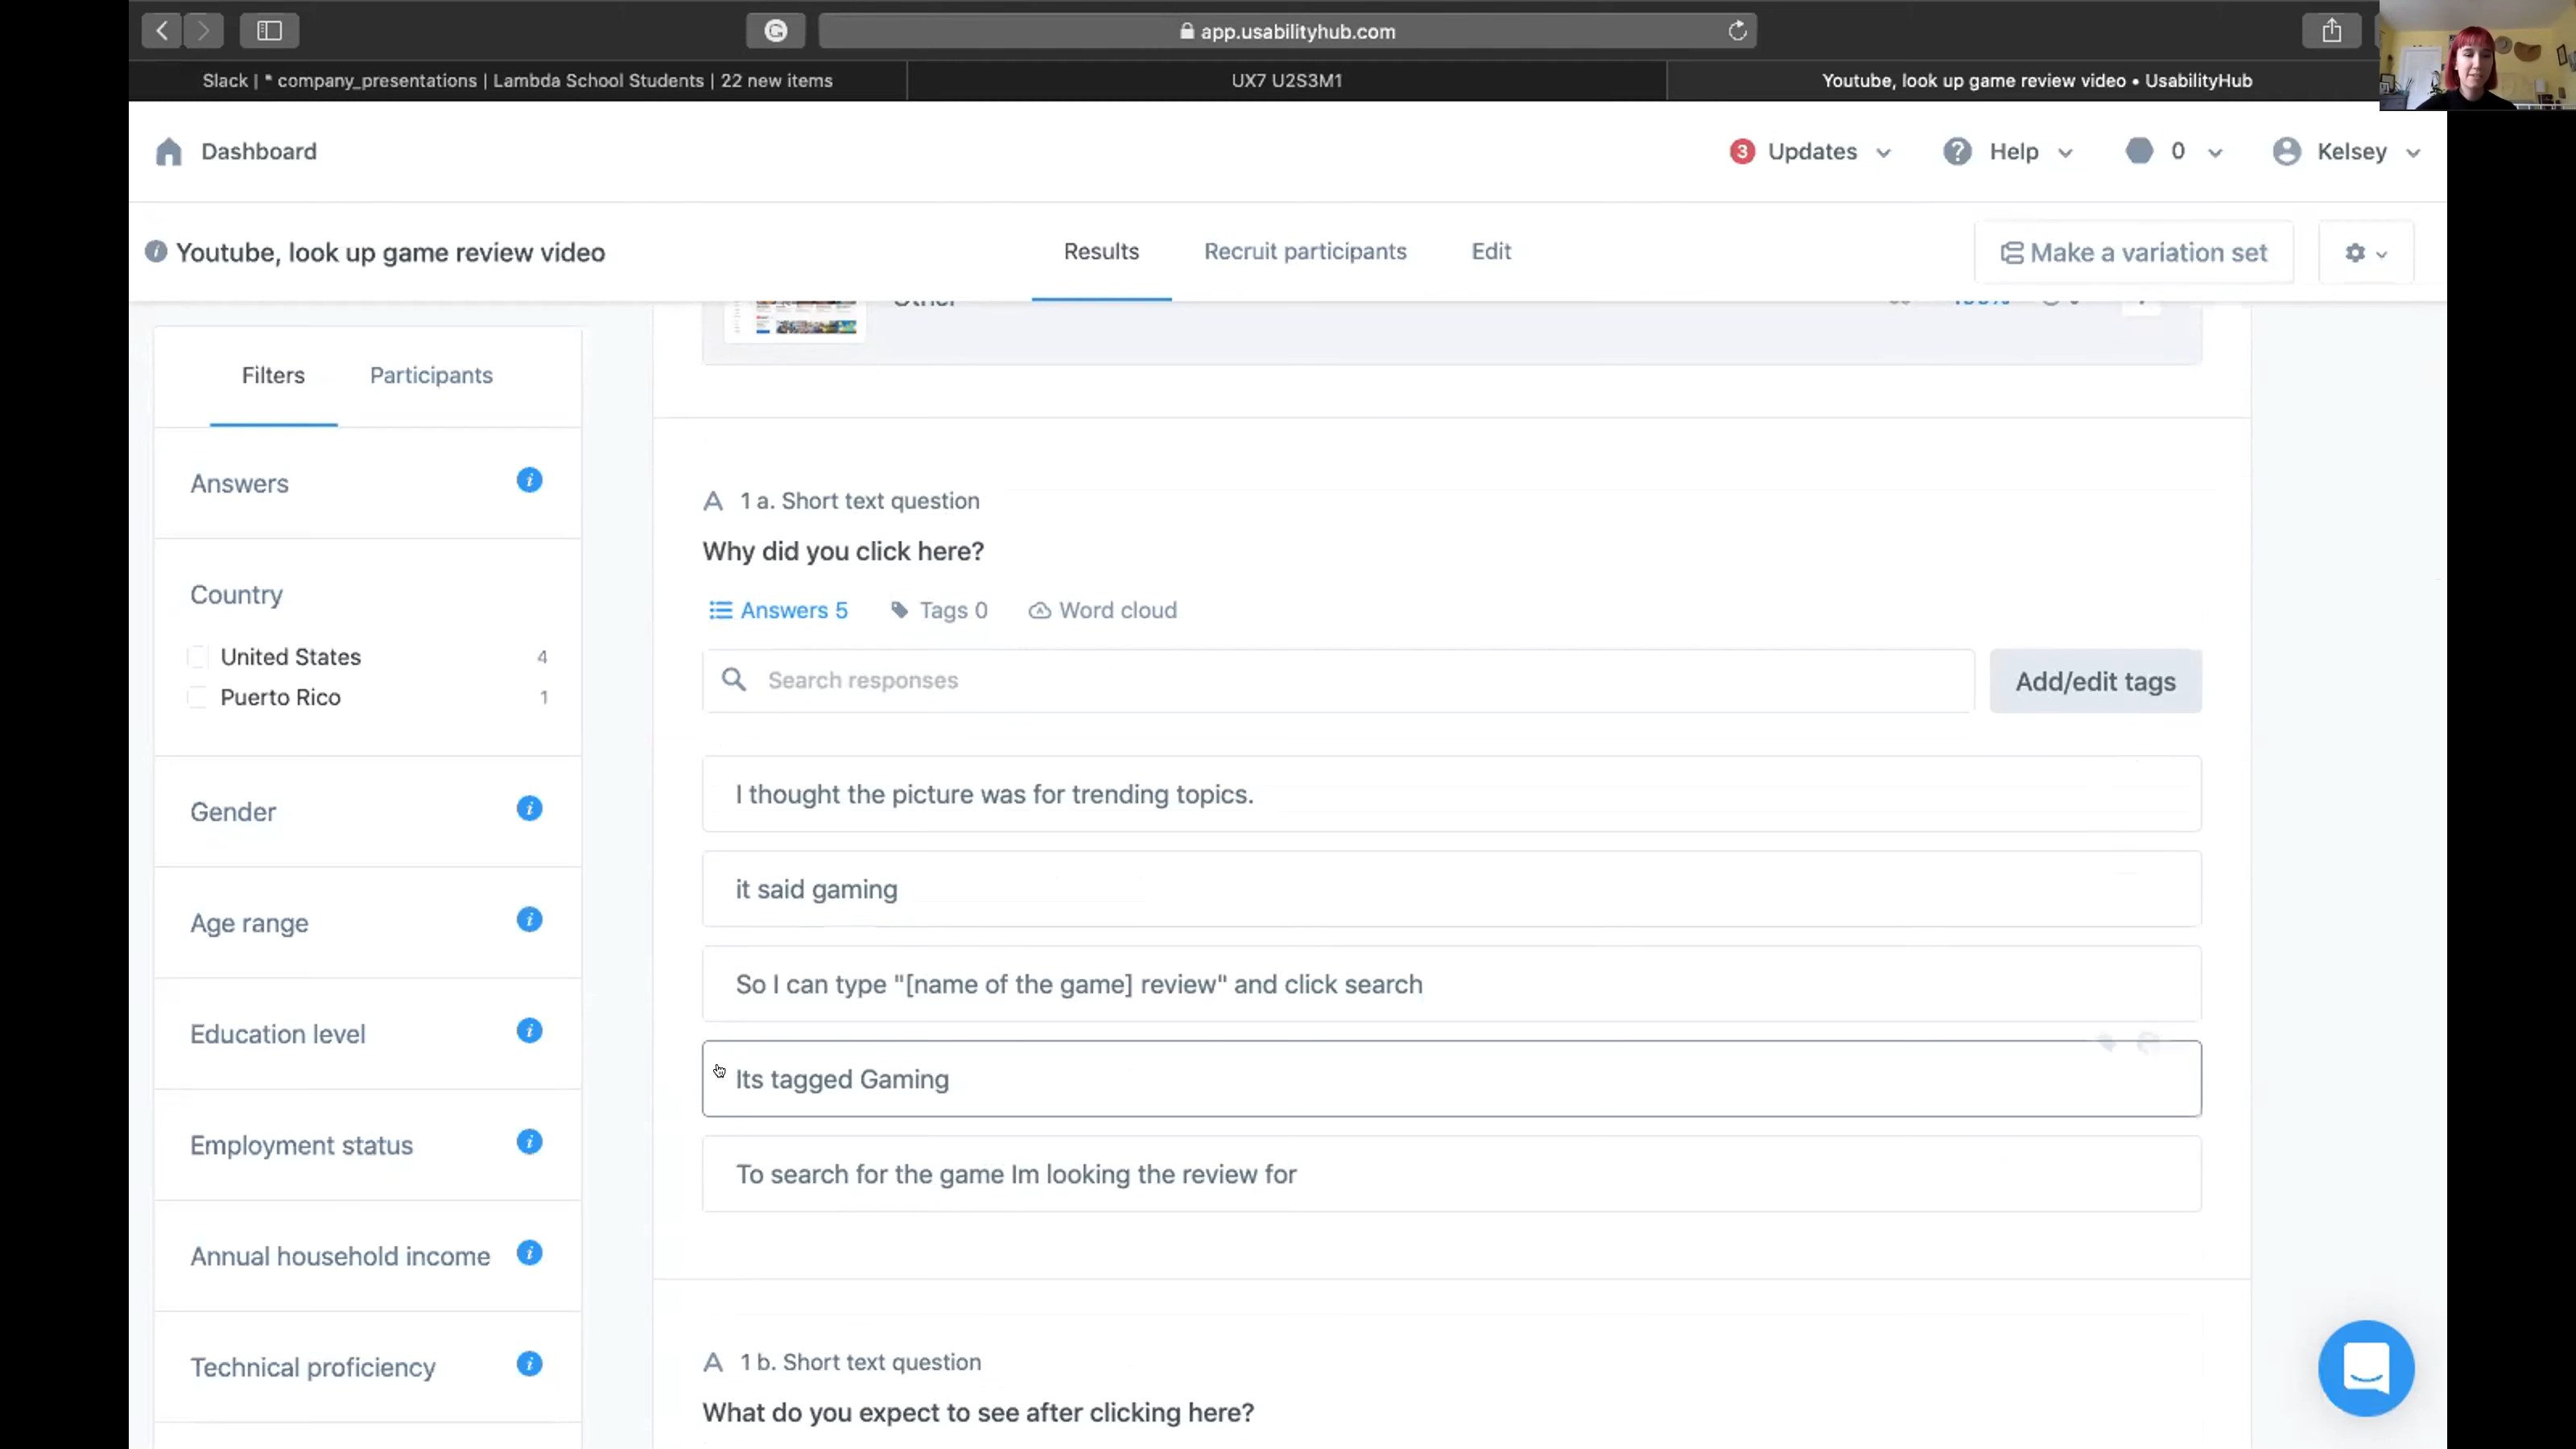 app.usabilityhub.com
Slack | * company_presentations | Lambda School Students | 22 new items
UX7 U2S3M1
Youtube, look up game review video • UsabilityHub
Dashboard
3 Updates
Help
0
Kelsey
Youtube, look up game review video
Results
Recruit participants
Edit
Make a variation set
Other
100%
Filters
Participants
Answers
Country
United States 4
Puerto Rico 1
Gender
Age range
Education level
Employment status
Annual household income
Technical proficiency
1 a. Short text question
Why did you click here?
Answers 5
Tags 0
Word cloud
Search responses
Add/edit tags
I thought the picture was for trending topics.
it said gaming
So I can type "[name of the game] review" and click search
Its tagged Gaming
To search for the game Im looking the review for
1 b. Short text question
What do you expect to see after clicking here?